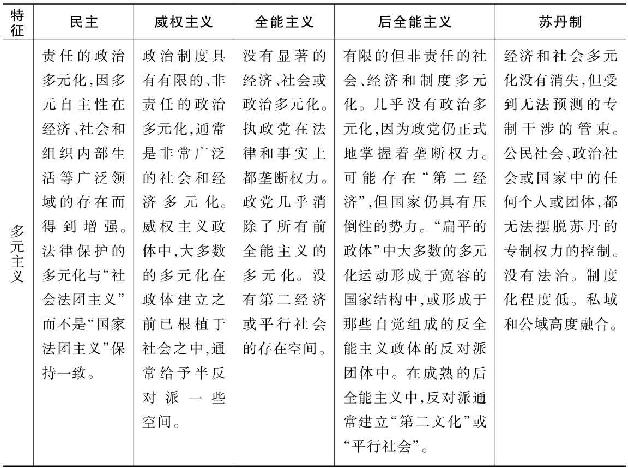 特征
民主
威权主义
全能主义
后全能主义
苏丹制
多元主义
责任的政治
多元化,因多
元自主性在
经济、社会和
组织内部生
活等广泛领
域的存在而
得到增强。
法律保护的
多元化与“社
会法团主义”
而不是“国家
法团主义”保
持一致。
政治制度具
有有限的、非
责任的政治
多元化,通常
是非常广泛
的社会和经
济多元化。
威权主义政
体中,大多数
的多元化在
政体建立之
前已根植于
社会之中,通
常给予半反
对派一些
空间。
没有显著的
经济、社会或
政治多元化。
执政党在法
律和事实上
都垄断权力。
政党几乎消
除了所有前
全能主义的
多元化。没
有第二经济
或平行社会
的存在空间。
有限的但非责任的社
会、经济和制度多元
化。几乎没有政治多
元化,因为政党仍正式
地掌握着垄断权力。
可能存在“第二经
济”,但国家仍具有压
倒性的势力。“扁平的
政体”中大多数的多元
化运动形成于宽容的
国家结构中,或形成于
那些自觉组成的反全
能主义政体的反对派
团体中。在成熟的后
全能主义中,反对派通
常建立“第二文化”或
“平行社会”。
经济和社会多元
化没有消失,但受
到无法预测的专
制干涉的管束。
公民社会、政治社
会或国家中的任
何个人或团体,都
无法摆脱苏丹的
专制权力的控制。
没有法治。制度
化程度低。私域
和公域高度融合。